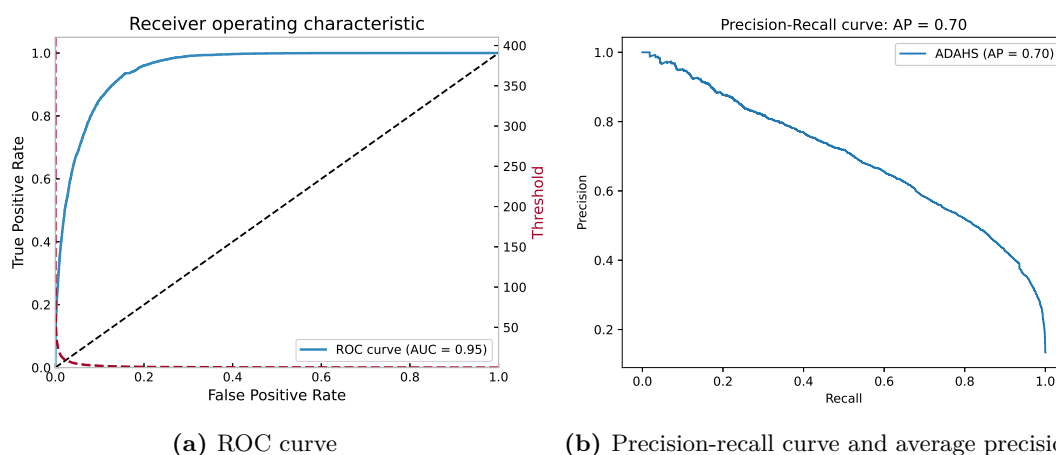 Receiver operating characteristic
1.0
0.8
0.6
0.4
0.2
0.0
True Positive Rate
400
350
300
250
200
150
100
50
Threshold
ROC curve (AUC = 0.95)
0.0 0.2 0.4 0.6 0.8 1.0
False Positive Rate
(a) ROC curve
Precision-Recall curve: AP = 0.70
ADAHS (AP = 0.70)
1.0
0.8
0.6
0.4
0.2
Precision
0.0 0.2 0.4 0.6 0.8 1.0
Recall
(b) Precision-recall curve and average precisio